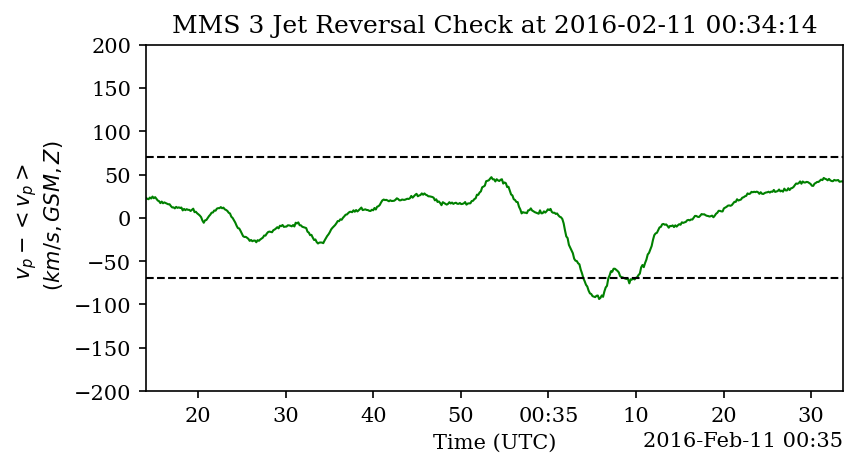 MMS 3 Jet Reversal Check at 2016-02-11 00:34:14
200
150
100
50
0
−50
−100
−150
−200
v_p − < v_p >
(km/s, GSM, Z)
20 30 40 50 00:35 10 20 30
Time (UTC)
2016-Feb-11 00:35